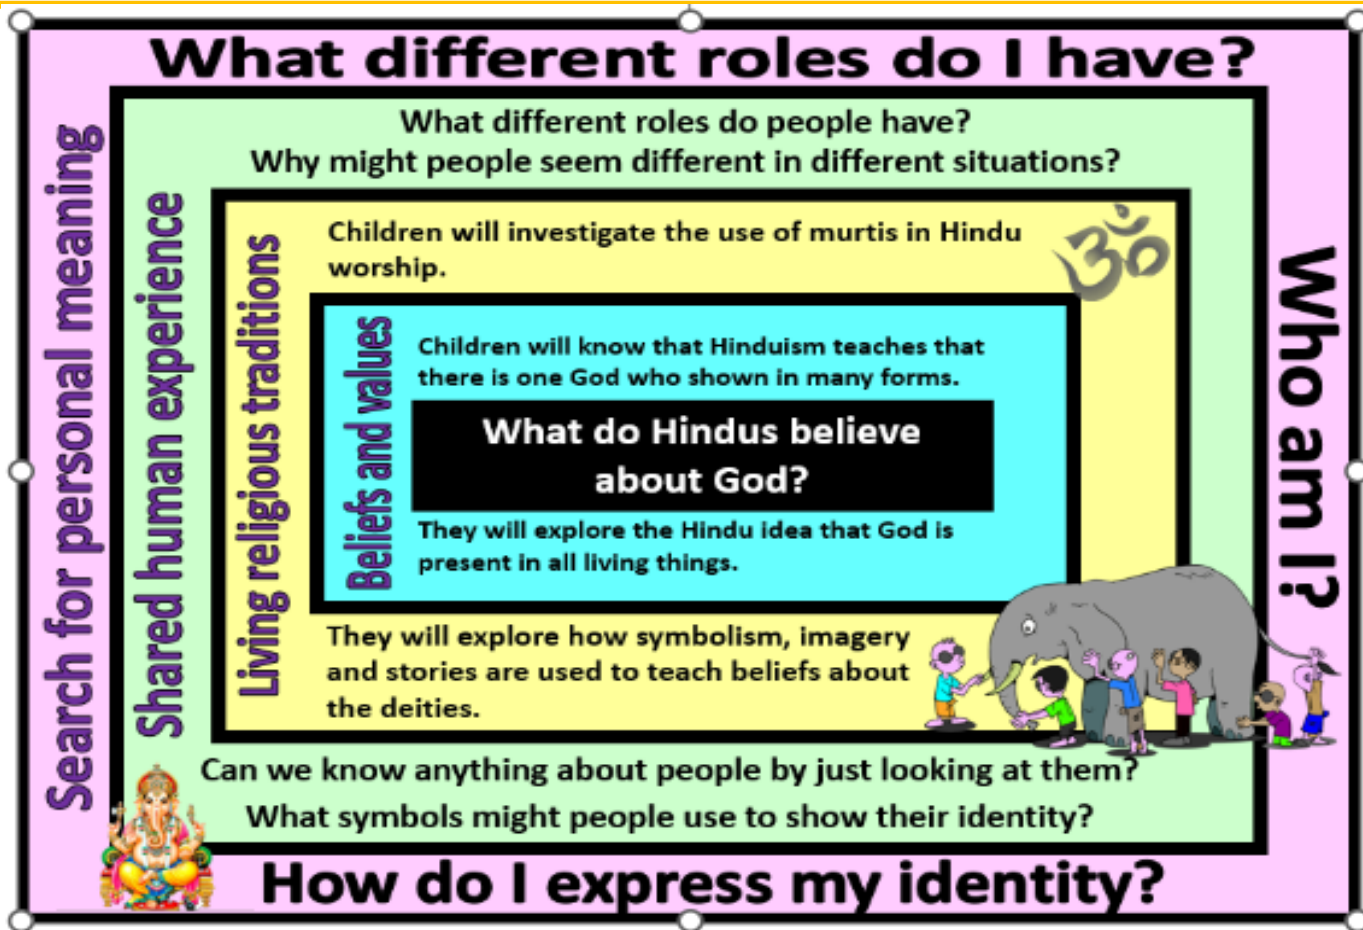 What different roles do I have?
What different roles do people have?
Why might people seem different in different situations?
Search for personal meaning
Shared human experience
Living religious traditions
Children will investigate the use of murtis in Hindu
worship.
ॐ
Beliefs and values
Children will know that Hinduism teaches that
there is one God who shown in many forms.
What do Hindus believe
about God?
They will explore the Hindu idea that God is
present in all living things.
They will explore how symbolism, imagery
and stories are used to teach beliefs about
the deities.
Who am I?
Can we know anything about people by just looking at them?
What symbols might people use to show their identity?
How do I express my identity?